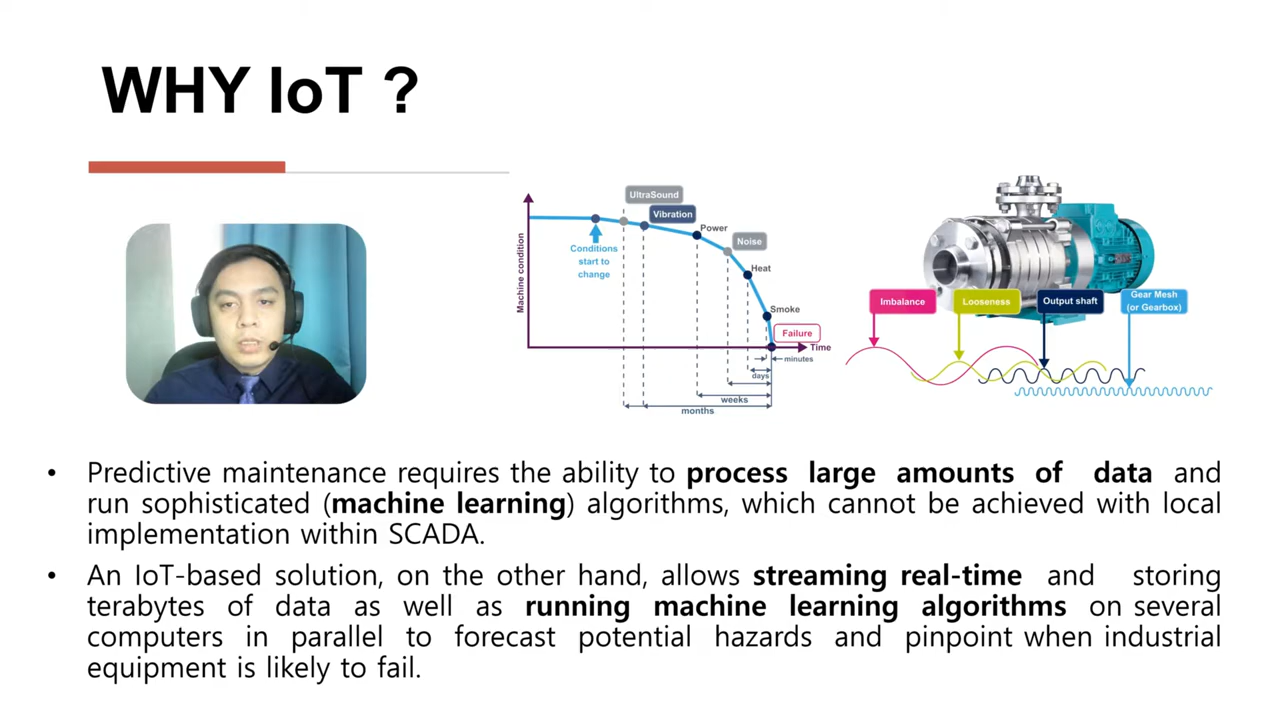 WHY IoT ?
UltraSound
Vibration
Power
Noise
Heat
Smoke
Failure
Conditions
start to
change
Machine condition
Time
minutes
days
weeks
months
Imbalance
Looseness
Output shaft
Gear Mesh
(or Gearbox)
• Predictive maintenance requires the ability to process large amounts of data and
run sophisticated (machine learning) algorithms, which cannot be achieved with local
implementation within SCADA.
• An IoT-based solution, on the other hand, allows streaming real-time and storing
terabytes of data as well as running machine learning algorithms on several
computers in parallel to forecast potential hazards and pinpoint when industrial
equipment is likely to fail.